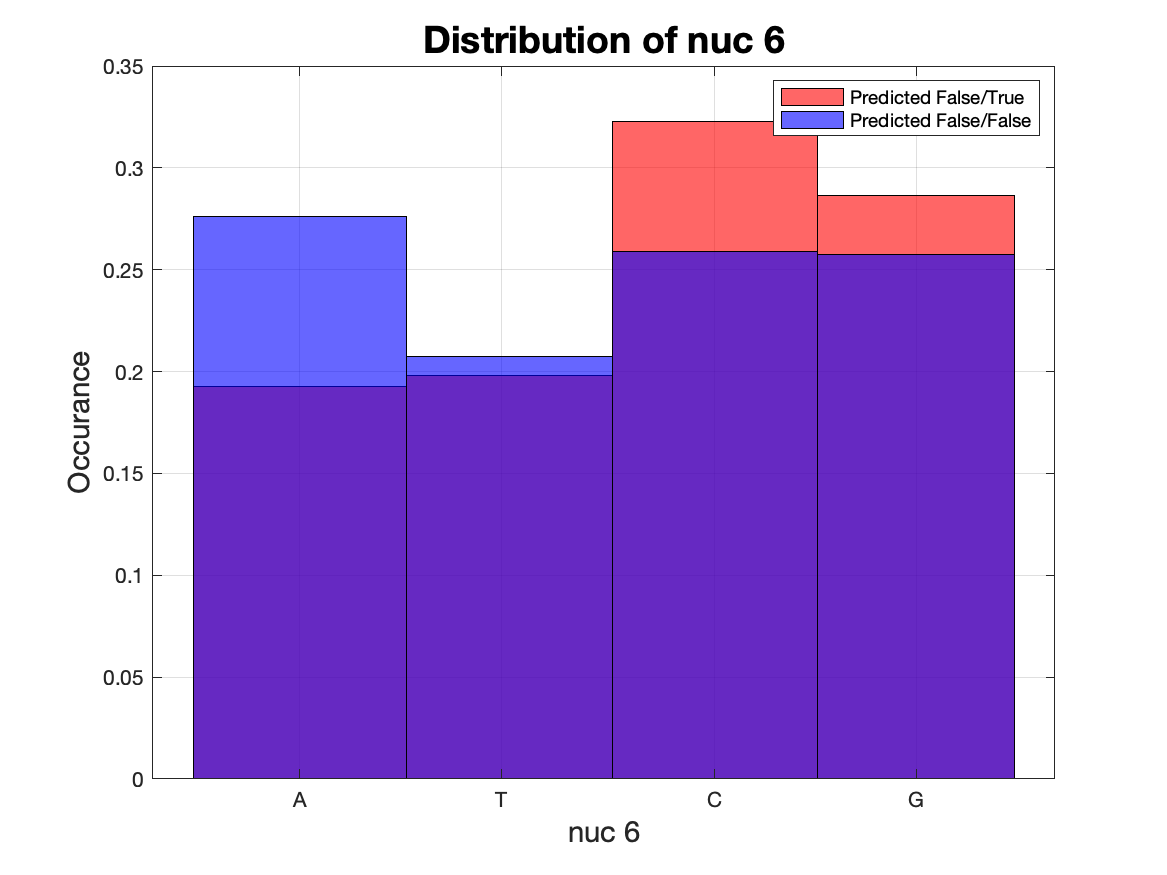 Distribution of nuc 6
Predicted False/True
Predicted False/False
0.35
0.3
0.25
0.2
0.15
0.1
0.05
0
Occurance
A T C G
nuc 6